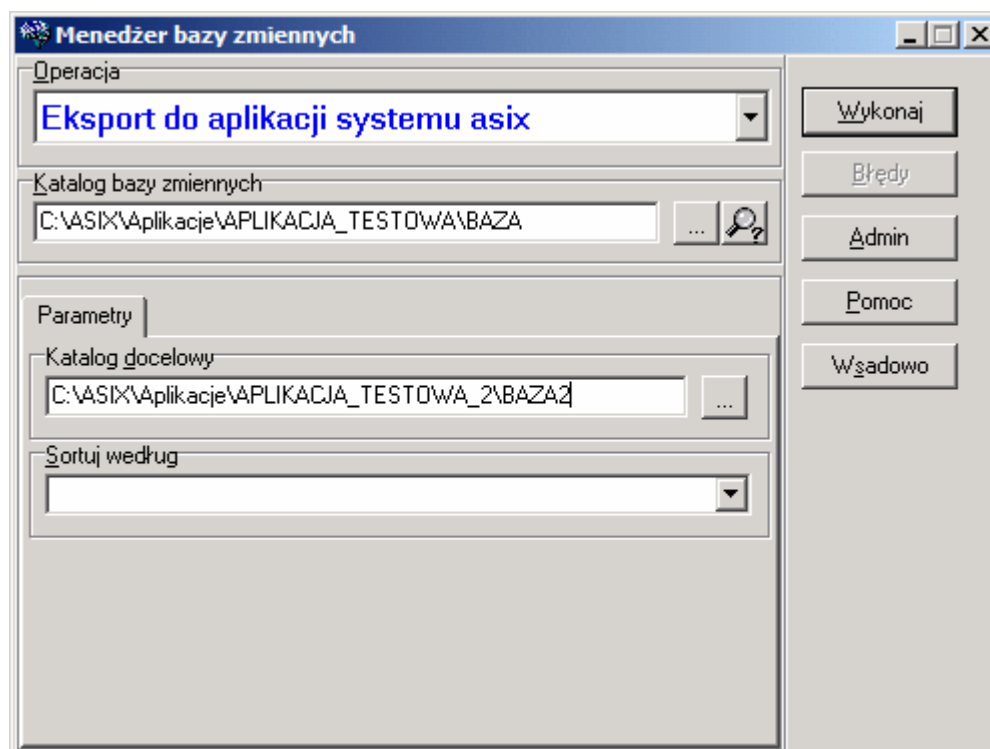 Menedżer bazy zmiennych
Operacja
Eksport do aplikacji systemu asix
Katalog bazy zmiennych
C:\ASIX\Aplikacje\APLIKACJA_TESTOWA\BAZA
...
Parametry
Katalog docelowy
C:\ASIX\Aplikacje\APLIKACJA_TESTOWA_2\BAZA2
...
Sortuj według
Wykonaj
Błędy
Admin
Pomoc
Wsadowo